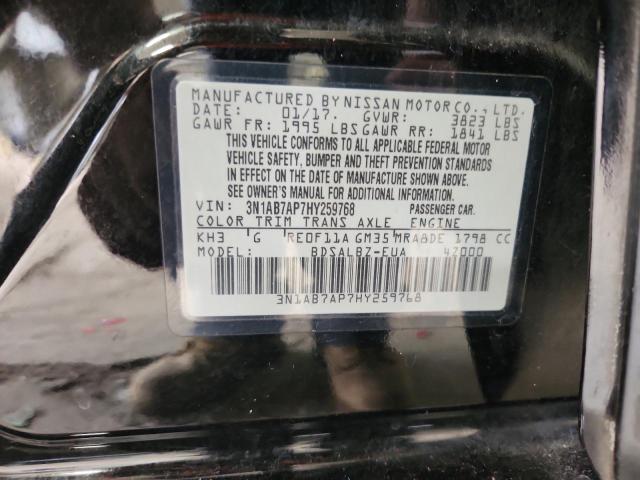 MANUFACTURED BY NISSAN MOTOR CO., LTD.
DATE: 01/17. GVWR: 3823 LBS
GAWR FR: 1995 LBS GAWR RR: 1841 LBS
THIS VEHICLE CONFORMS TO ALL APPLICABLE FEDERAL MOTOR
VEHICLE SAFETY, BUMPER AND THEFT PREVENTION STANDARDS
IN EFFECT ON THE DATE OF MANUFACTURE SHOWN ABOVE.
SEE OWNER'S MANUAL FOR ADDITIONAL INFORMATION.
VIN: 3N1AB7AP7HY259768 PASSENGER CAR.
COLOR TRIM TRANS AXLE ENGINE
KH3 G RE0F11A GM35 MRA8DE 1798 CC
MODEL: BDSALBZ-EUA 42000
3N1AB7AP7HY259768